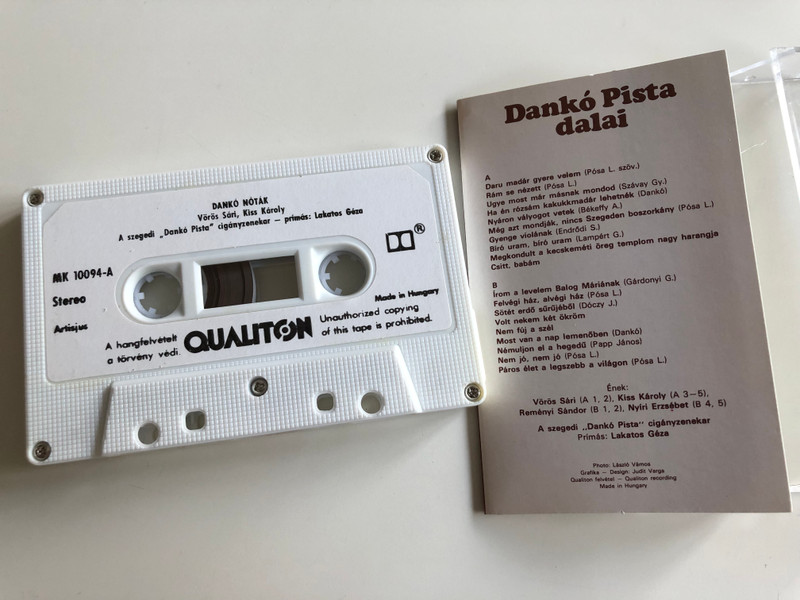 DANKÓ NÓTÁK
Vörös Sári, Kiss Károly
A szegedi „Dankó Pista" cigányzenekar — prímás: Lakatos Géza
MK 10094-A
Stereo
Artisjus
Made in Hungary
A hangfelvételt
a törvény védi.
QUALITON
Unauthorized copying
of this tape is prohibited.
Dankó Pista
dalai
A
Daru madár gyere velem (Pósa L. szöv.)
Rám se nézett (Pósa L.)
Ugye most már másnak mondod (Szávay Gy.)
Ha én rózsám kakukkmadár lehetnék (Dankó)
Nyáron vályogot vetek (Békeffy A.)
Még azt mondják, nincs Szegeden boszorkány (Pósa L.)
Gyenge violának (Endrődi S.)
Bíró uram, bíró uram (Lampért G.)
Megkondult a kecskeméti öreg templom nagy harangja
Csitt, babám
B
Írom a levelem Balog Máriának (Gárdonyi G.)
Felvégi ház, alvégi ház (Pósa L.)
Sötét erdő sűrűjéből (Dóczy J.)
Volt nekem két ökröm
Nem fúj a szél
Most van a nap lemenőben (Dankó)
Némuljon el a hegedű (Papp János)
Nem jó, nem jó (Pósa L.)
Páros élet a legszebb a világon (Pósa L.)
Ének:
Vörös Sári (A 1, 2), Kiss Károly (A 3—5),
Reményi Sándor (B 1, 2), Nyíri Erzsébet (B 4, 5)
A szegedi „Dankó Pista" cigányzenekar
Prímás: Lakatos Géza
Photo: László Vámos
Grafika — Design: Judit Varga
Qualiton felvétel — Qualiton recording
Made in Hungary